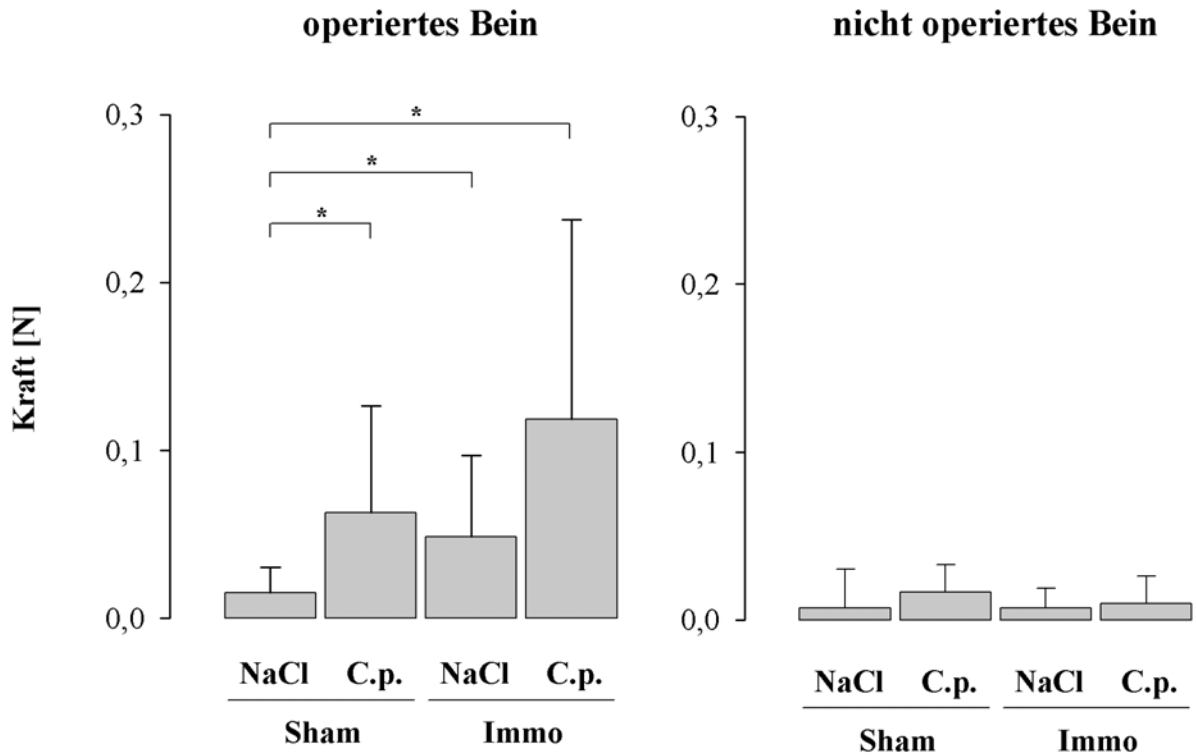 operiertes Bein
nicht operiertes Bein
Kraft [N]
0,3
0,2
0,1
0,0
*
*
*
NaCl C.p. NaCl C.p.
Sham Immo
0,3
0,2
0,1
0,0
NaCl C.p. NaCl C.p.
Sham Immo